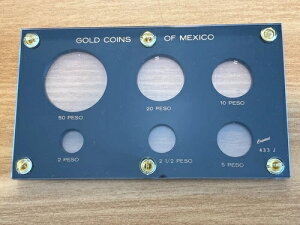 GOLD COINS OF MEXICO
50 PESO
20 PESO
10 PESO
2 PESO
2 1/2 PESO
5 PESO
Capital
433 J